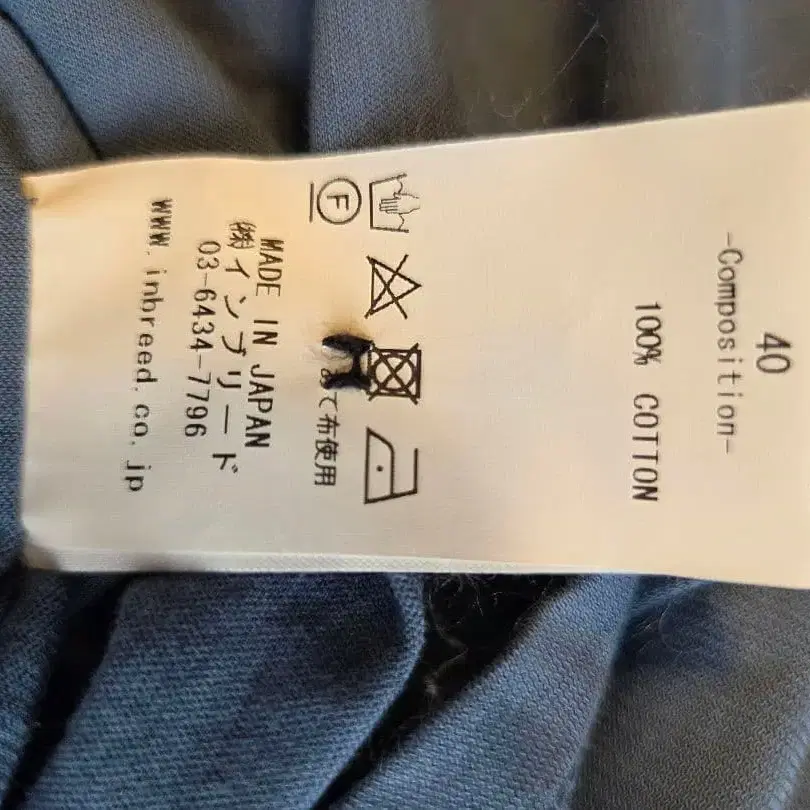 40
-Composition-
100% COTTON
F
あて布使用
MADE IN JAPAN
㈱インブリード
03-6434-7796
www.inbreed.co.jp